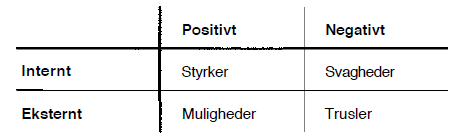 Positivt Negativt
Internt Styrker Svagheder
Eksternt Muligheder Trusler